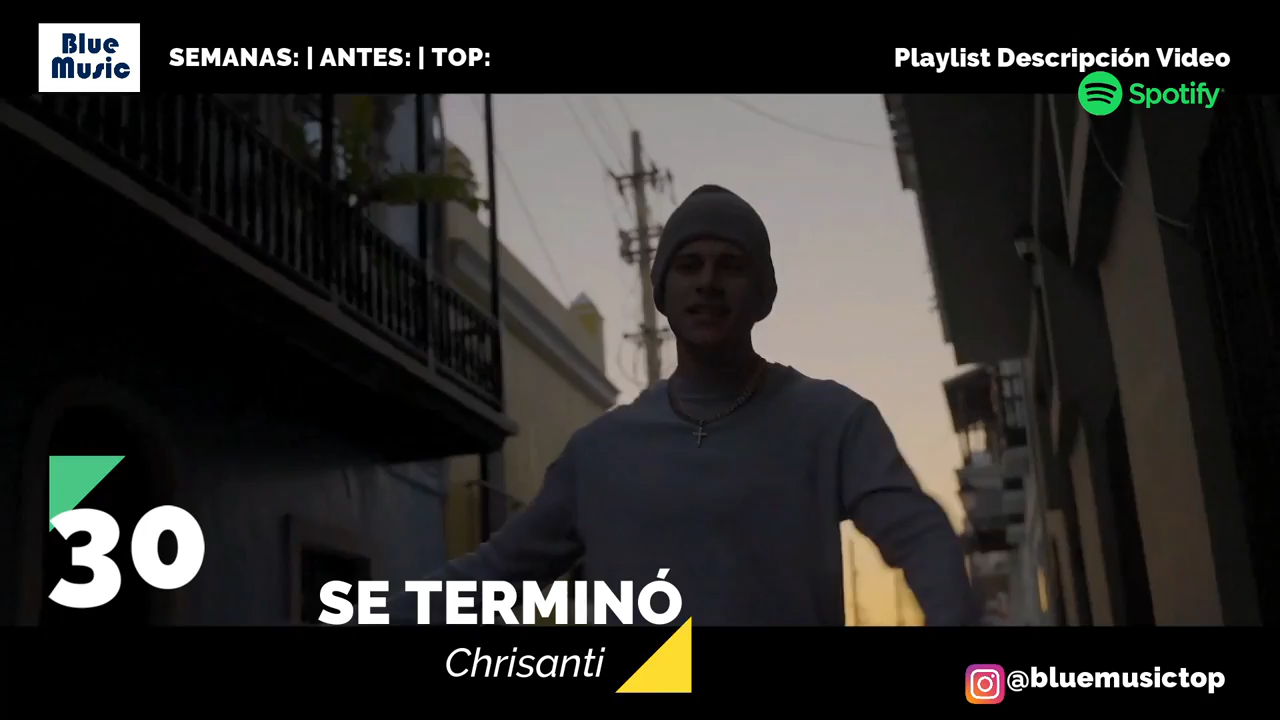 Blue
Music
SEMANAS: | ANTES: | TOP:
Playlist Descripción Video
Spotify
30
SE TERMINÓ
Chrisanti
@bluemusictop